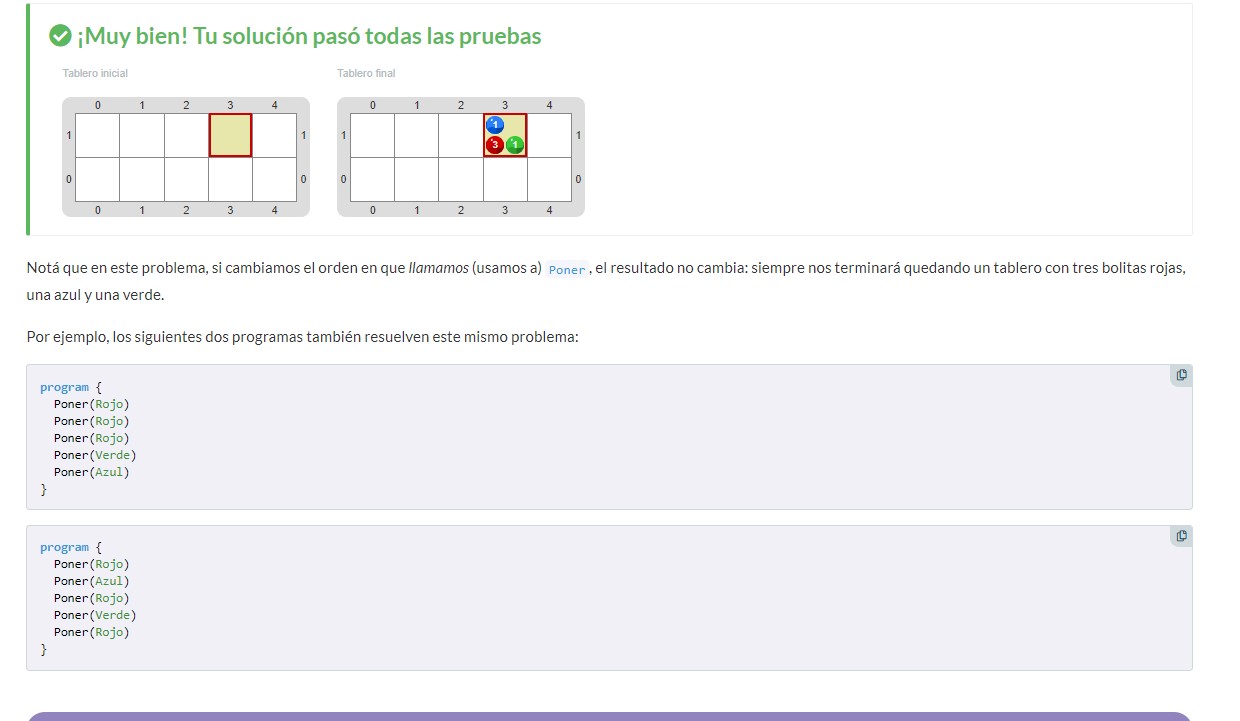 ¡Muy bien! Tu solución pasó todas las pruebas
Tablero inicial
Tablero final
0 1 2 3 4
1 1
0 0
0 1 2 3 4
0 1 2 3 4
1 1 1
3 1
0 0
0 1 2 3 4
Notá que en este problema, si cambiamos el orden en que llamamos (usamos a) Poner, el resultado no cambia: siempre nos terminará quedando un tablero con tres bolitas rojas,
una azul y una verde.
Por ejemplo, los siguientes dos programas también resuelven este mismo problema:
program {
Poner(Rojo)
Poner(Rojo)
Poner(Rojo)
Poner(Verde)
Poner(Azul)
}
program {
Poner(Rojo)
Poner(Azul)
Poner(Rojo)
Poner(Verde)
Poner(Rojo)
}